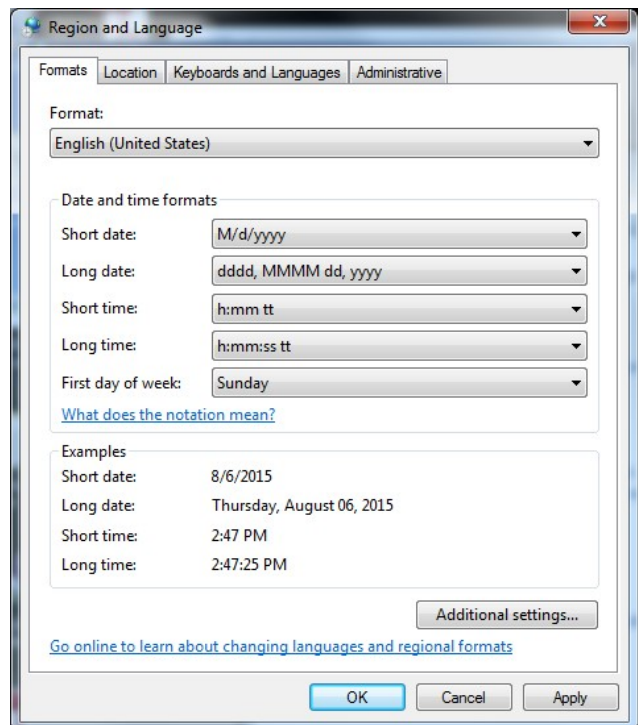 Region and Language
Formats Location Keyboards and Languages Administrative
Format:
English (United States)
Date and time formats
Short date: M/d/yyyy
Long date: dddd, MMMM dd, yyyy
Short time: h:mm tt
Long time: h:mm:ss tt
First day of week: Sunday
What does the notation mean?
Examples
Short date: 8/6/2015
Long date: Thursday, August 06, 2015
Short time: 2:47 PM
Long time: 2:47:25 PM
Additional settings...
Go online to learn about changing languages and regional formats
OK Cancel Apply